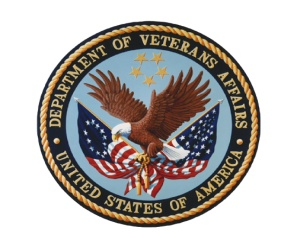 DEPARTMENT OF VETERANS AFFAIRS
UNITED STATES OF AMERICA